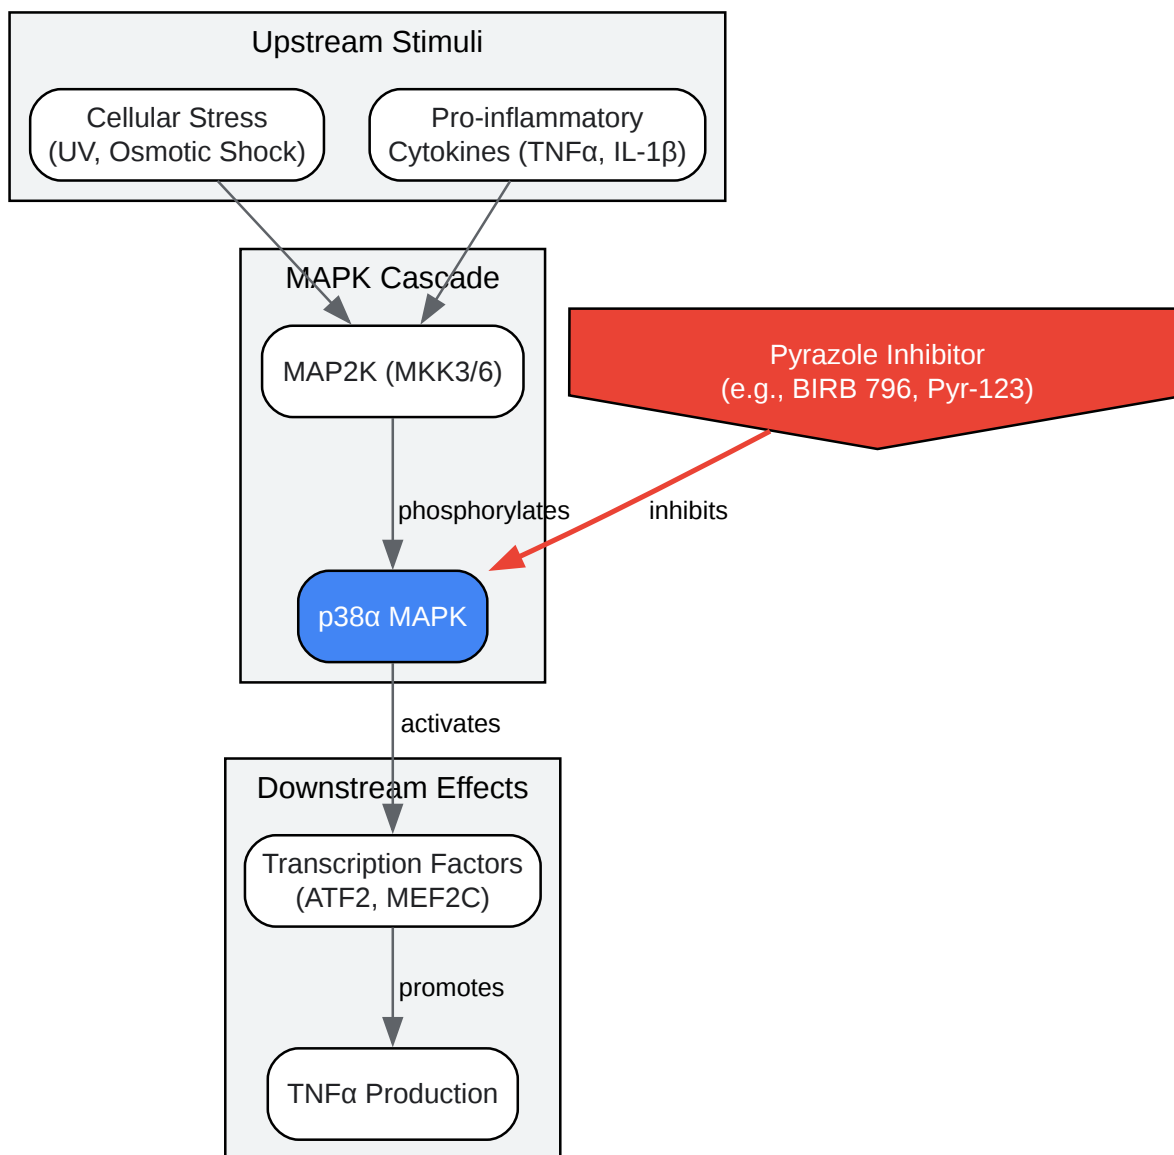 Upstream Stimuli
Cellular Stress
(UV, Osmotic Shock)
Pro-inflammatory
Cytokines (TNFα, IL-1β)
MAPK Cascade
MAP2K (MKK3/6)
Pyrazole Inhibitor
(e.g., BIRB 796, Pyr-123)
phosphorylates
inhibits
p38α MAPK
activates
Downstream Effects
Transcription Factors
(ATF2, MEF2C)
promotes
TNFα Production